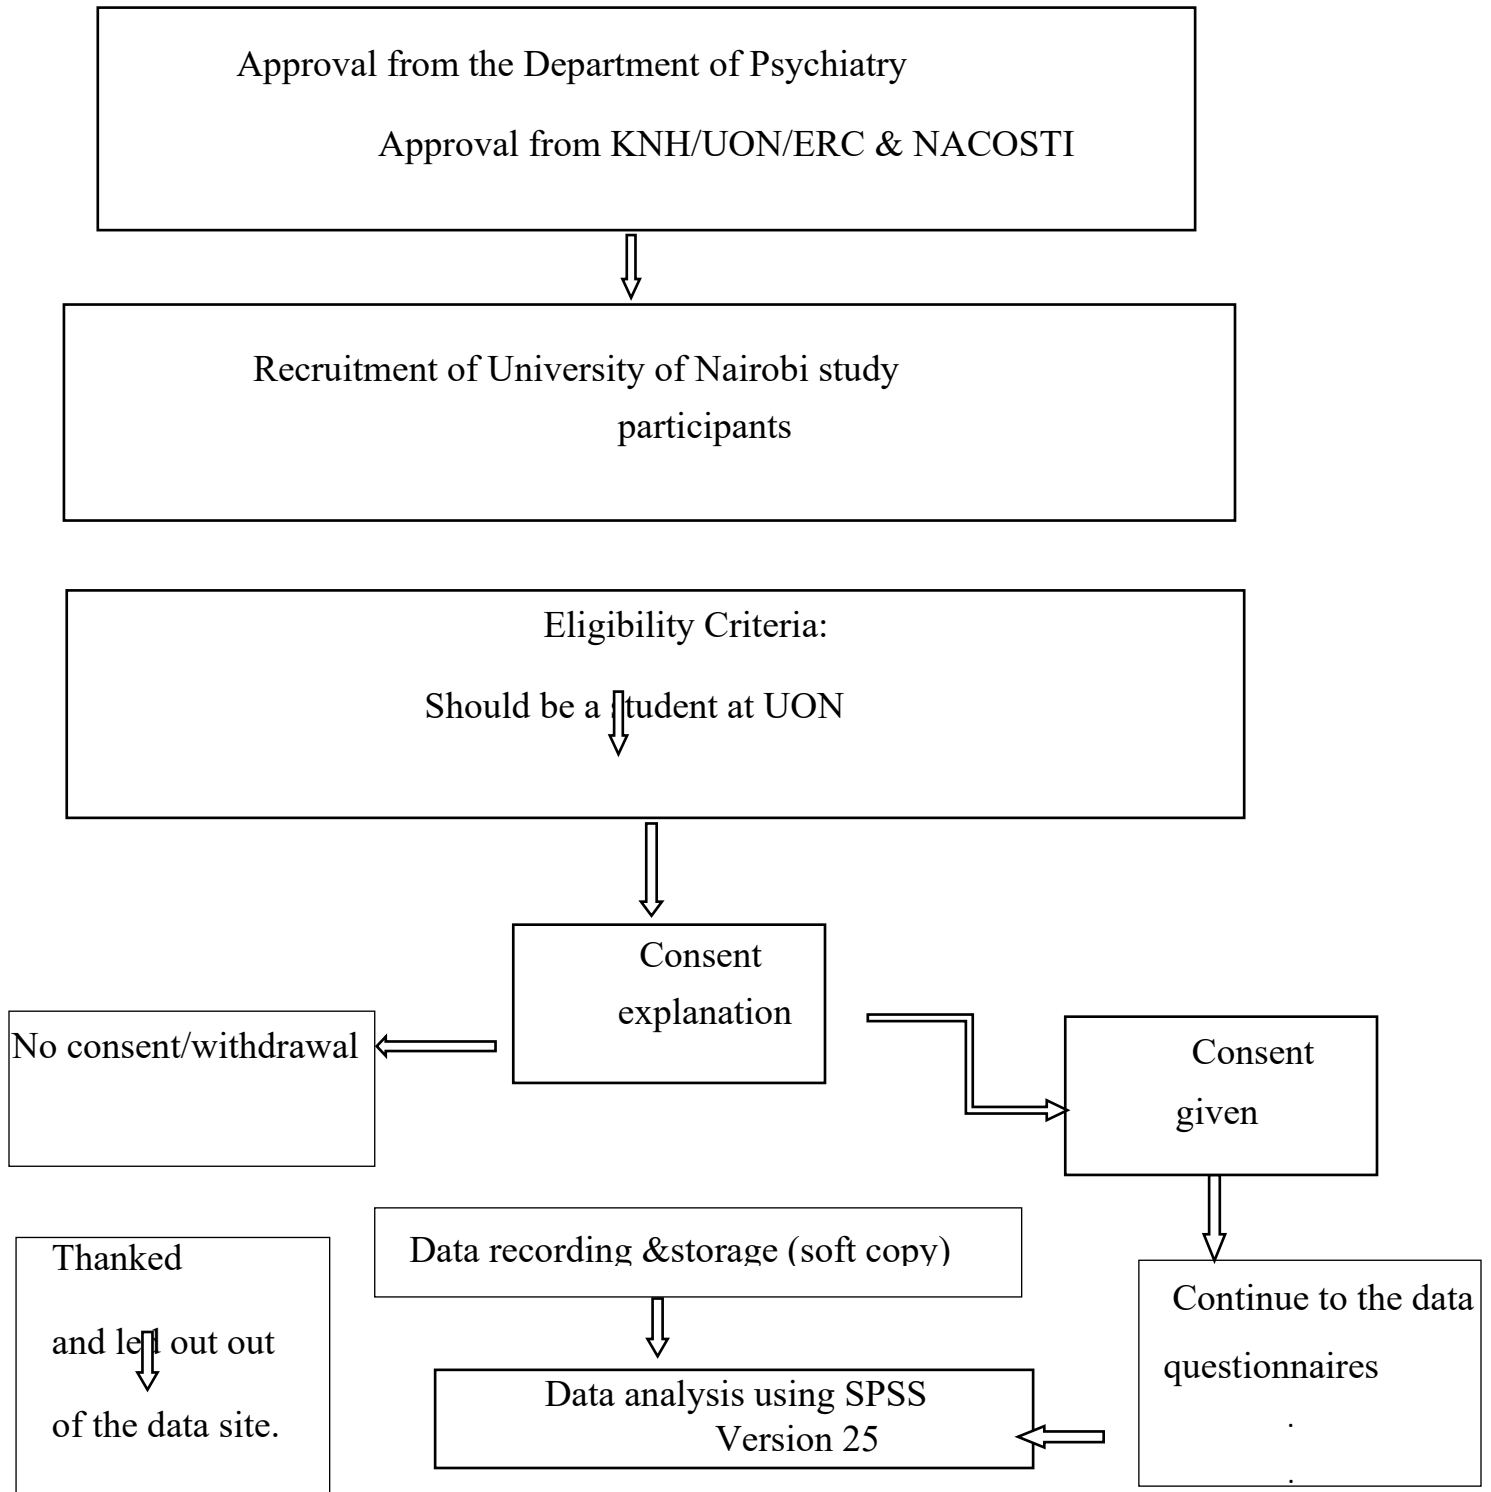 Approval from the Department of Psychiatry
Approval from KNH/UON/ERC & NACOSTI
Recruitment of University of Nairobi study
participants
Eligibility Criteria:
Should be a student at UON
Consent
explanation
No consent/withdrawal
Consent
given
Thanked
and led out out
of the data site.
Data recording &storage (soft copy)
Data analysis using SPSS
Version 25
Continue to the data
questionnaires
.
.